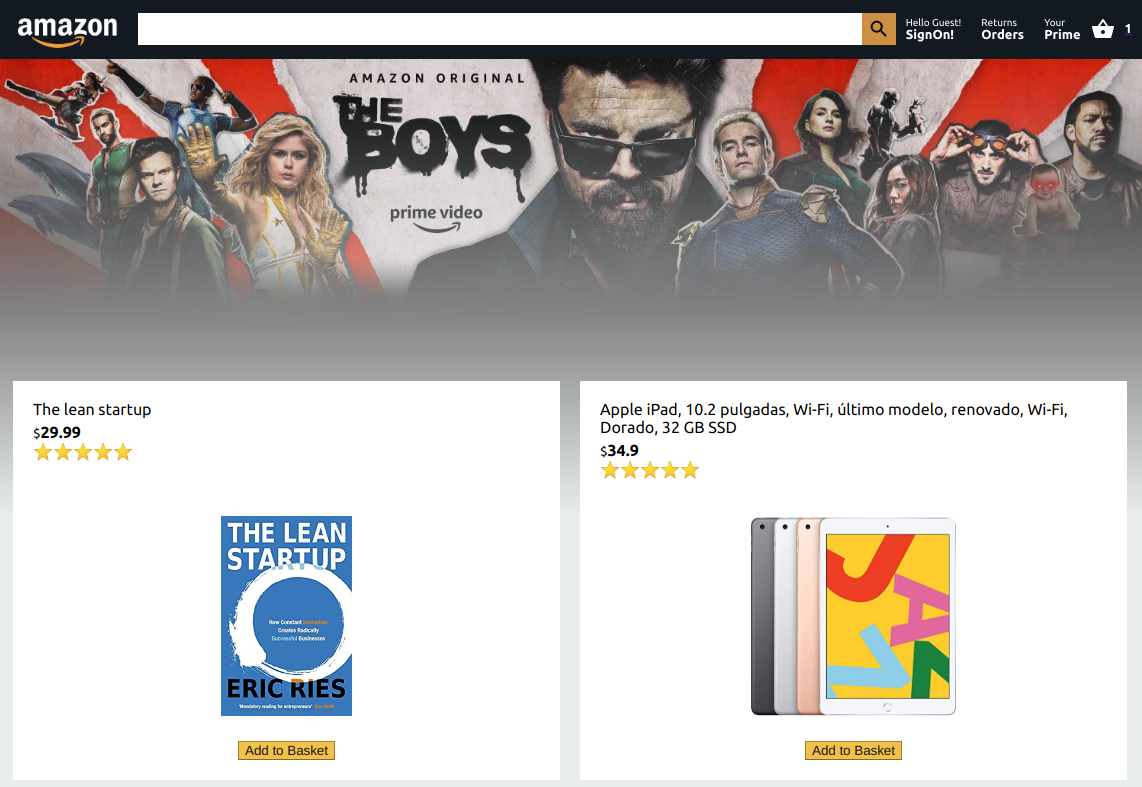 amazon
Hello Guest!
SignOn!
Returns
Orders
Your
Prime
1
AMAZON ORIGINAL
THE
BOYS
prime video
The lean startup
$29.99
THE LEAN
STARTUP
How Constant Innovation
Creates Radically
Successful Businesses
ERIC RIES
'Mandatory reading for entrepreneurs'
Add to Basket
Apple iPad, 10.2 pulgadas, Wi-Fi, último modelo, renovado, Wi-Fi,
Dorado, 32 GB SSD
$34.9
Add to Basket